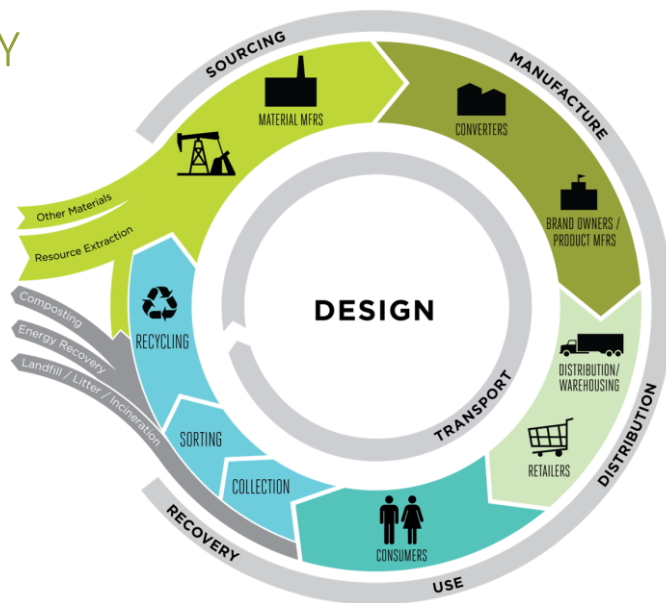 Y
SOURCING
MANUFACTURE
MATERIAL MFRS
CONVERTERS
BRAND OWNERS /
PRODUCT MFRS
Other Materials
Resource Extraction
Composting
Energy Recovery
Landfill / Litter / Incineration
RECYCLING
DESIGN
DISTRIBUTION/
WAREHOUSING
TRANSPORT
RETAILERS
DISTRIBUTION
SORTING
COLLECTION
CONSUMERS
RECOVERY
USE